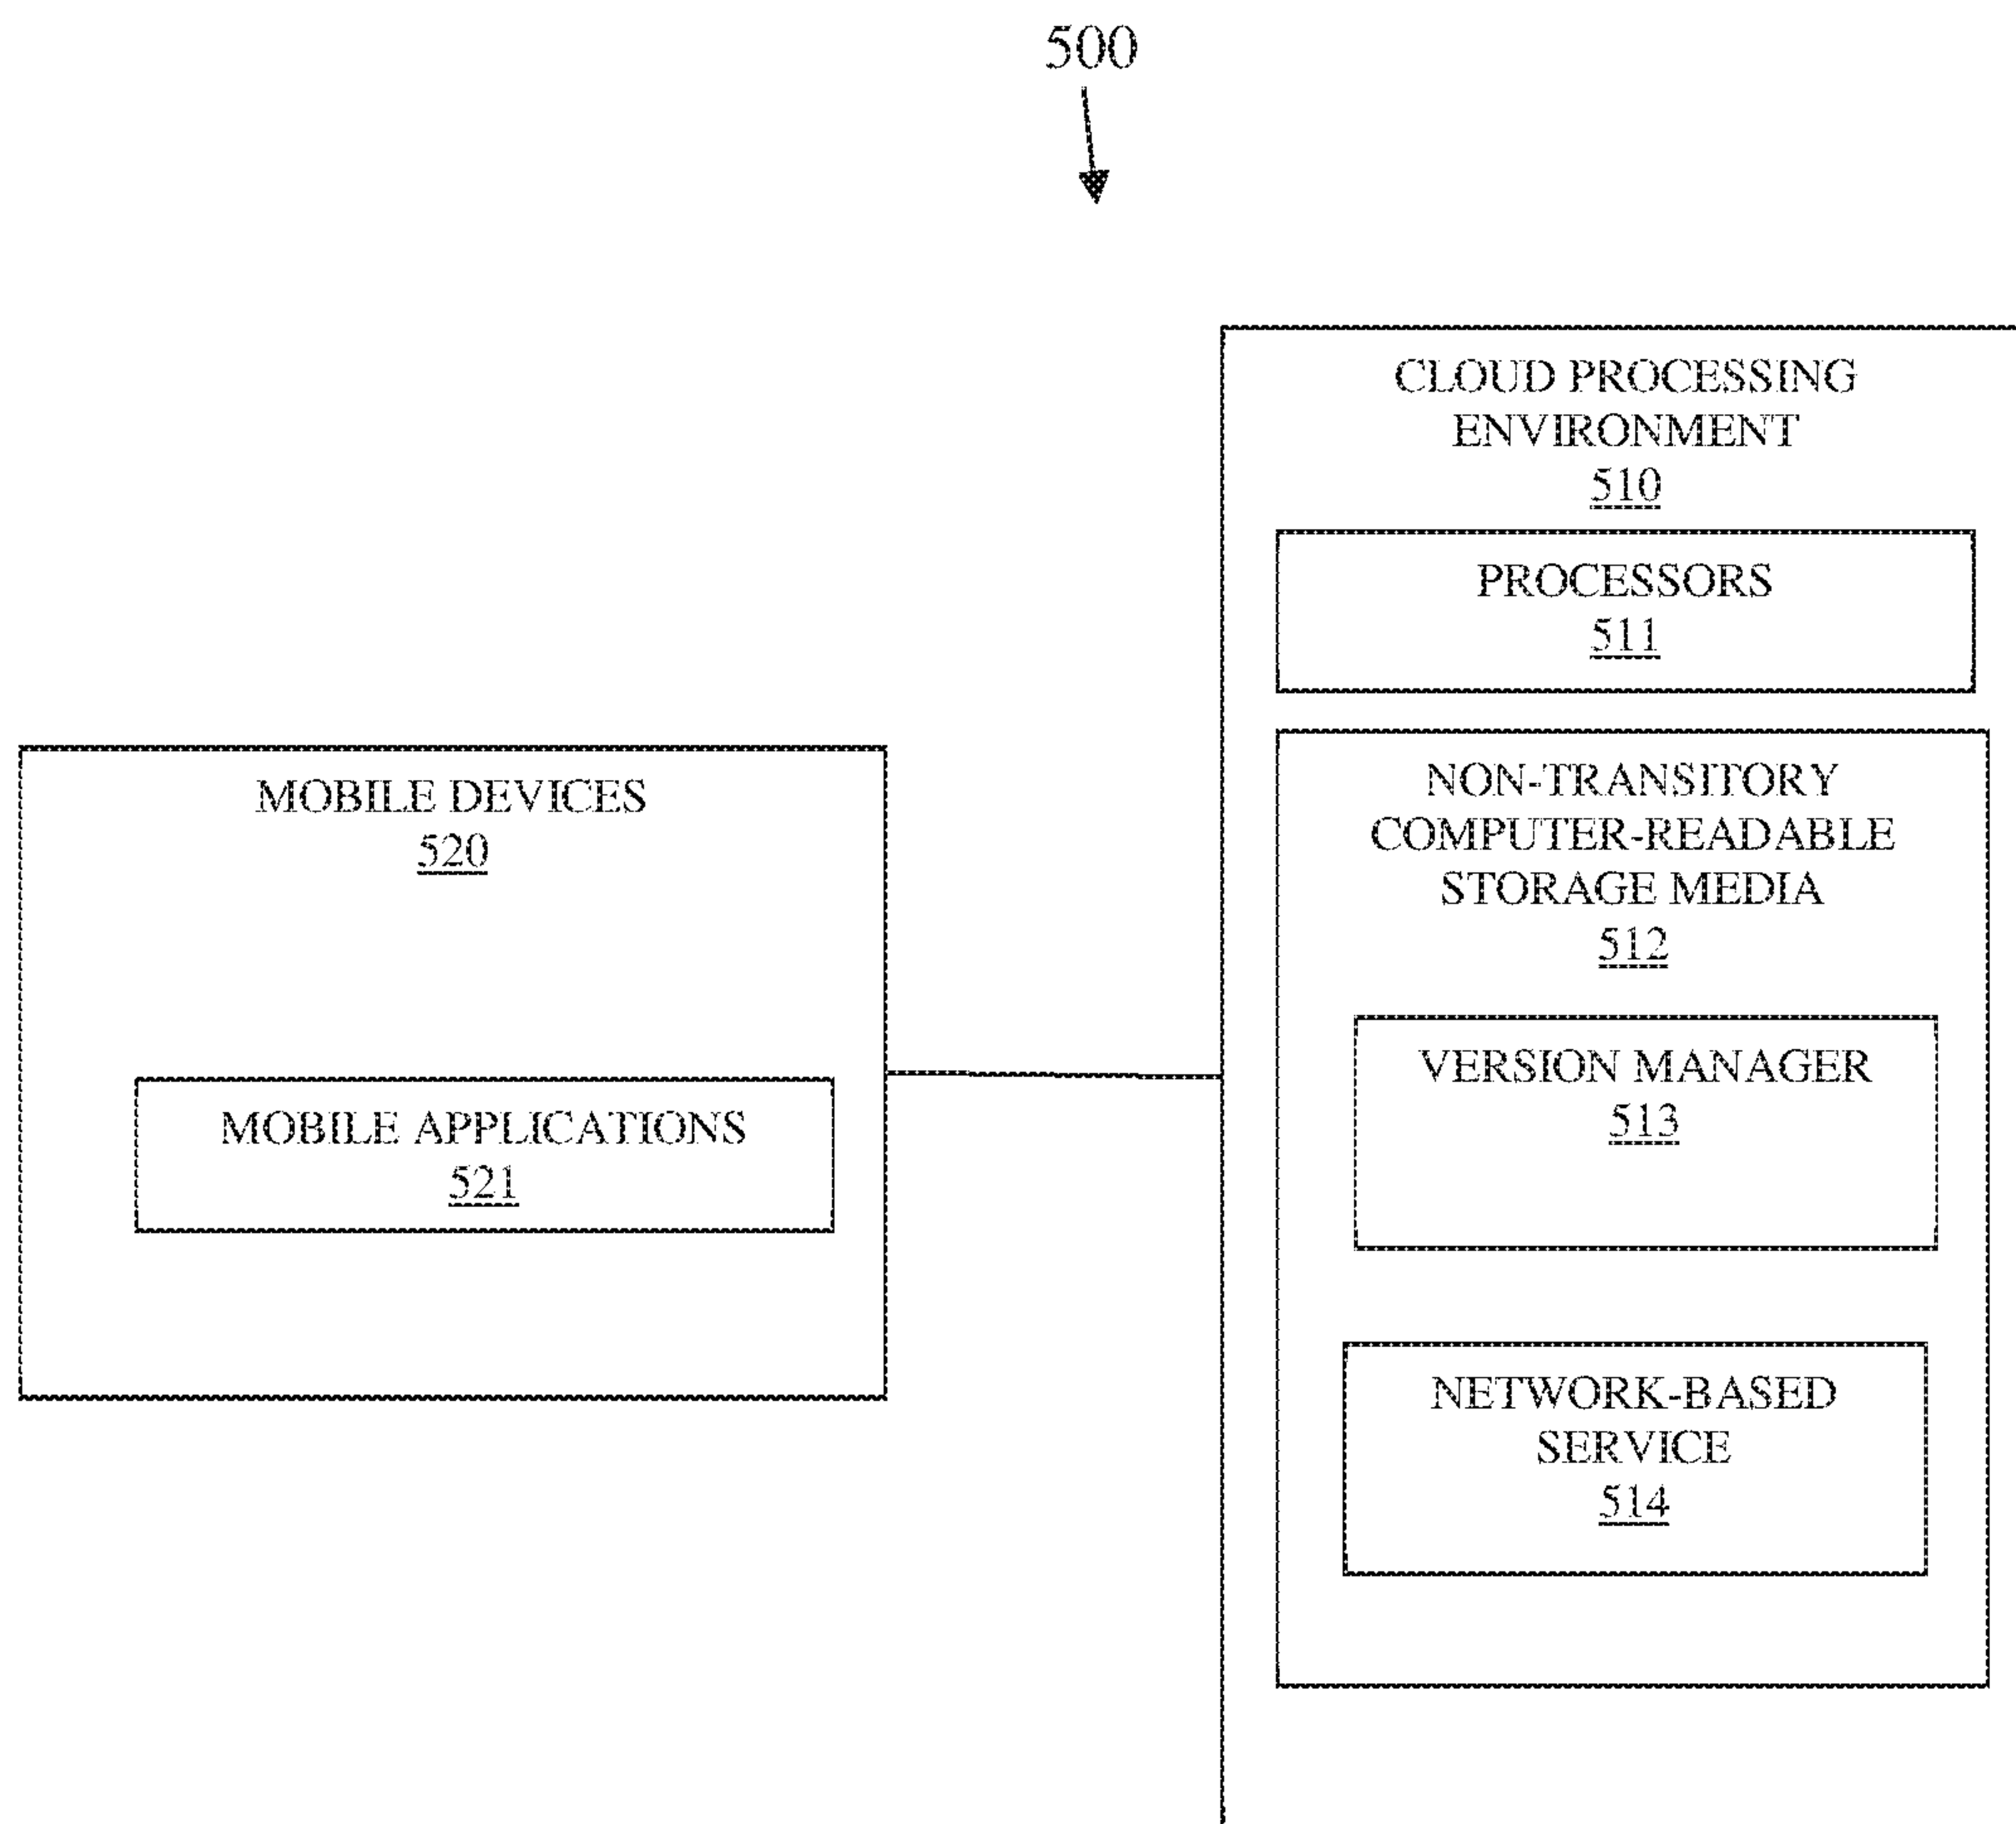 500
CLOUD PROCESSING
ENVIRONMENT
510
PROCESSORS
511
MOBILE DEVICES
520
MOBILE APPLICATIONS
521
NON-TRANSITORY
COMPUTER-READABLE
STORAGE MEDIA
512
VERSION MANAGER
513
NETWORK-BASED
SERVICE
514